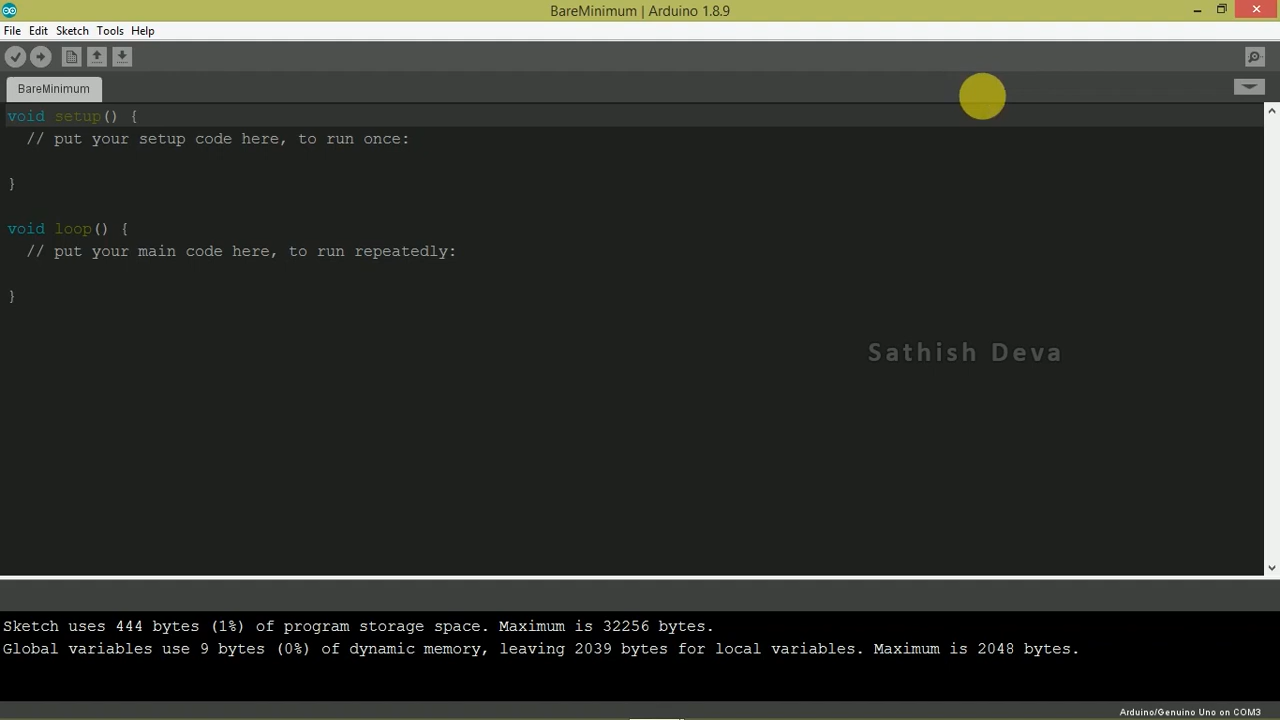 BareMinimum | Arduino 1.8.9
File Edit Sketch Tools Help
BareMinimum
void setup() {
// put your setup code here, to run once:
}
void loop() {
// put your main code here, to run repeatedly:
}
Sathish Deva
Sketch uses 444 bytes (1%) of program storage space. Maximum is 32256 bytes.
Global variables use 9 bytes (0%) of dynamic memory, leaving 2039 bytes for local variables. Maximum is 2048 bytes.
Arduino/Genuino Uno on COM3